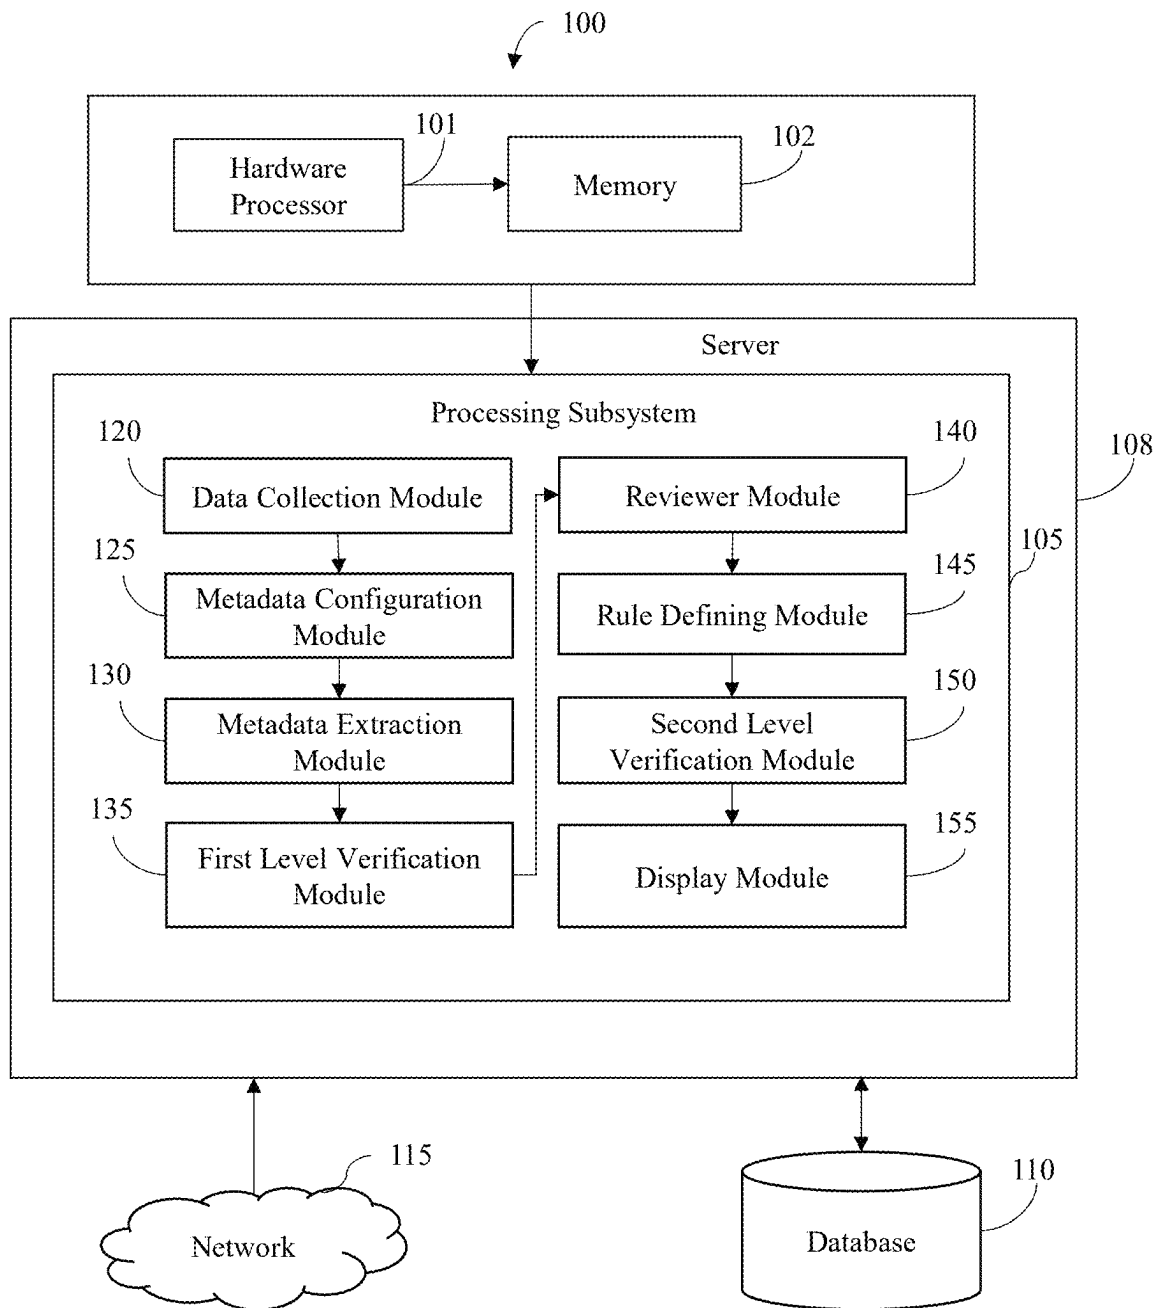 100
101
102
Hardware
Processor
Memory
Server
Processing Subsystem
120
Data Collection Module
125
Metadata Configuration
Module
130
Metadata Extraction
Module
135
First Level Verification
Module
140
Reviewer Module
145
Rule Defining Module
150
Second Level
Verification Module
155
Display Module
108
105
115
Network
110
Database